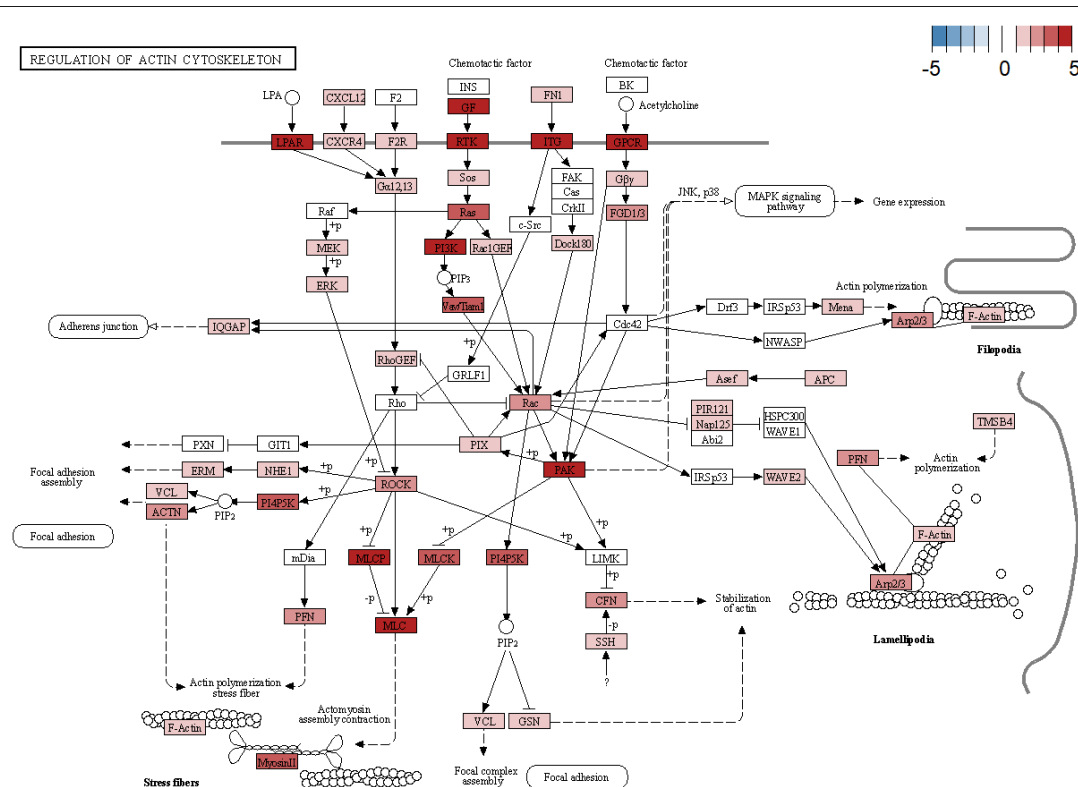 REGULATION OF ACTIN CYTOSKELETON
-5 0 5
Chemotactic factor
Chemotactic factor
LPA
CXCL12
F2
INS
GF
FN1
BK
Acetylcholine
LPAR
CXCR4
F2R
RTK
ITG
GPCR
Gα12,13
Sos
FAK
Cas
CrkII
Gβγ
JNK, p38
MAPK signaling
pathway
Gene expression
Raf
Ras
c-Src
FGD1/3
+p
MEK
PI3K
Rac1GEF
Dock180
+p
ERK
PIP3
Vav/Tiam1
Actin polymerization
Drf3
IRSp53
Mena
Arp2/3
F-Actin
Filopodia
Adherens junction
IQGAP
Cdc42
NWASP
+p
RhoGEF
GRLF1
Asef
APC
Rho
Rac
PIR121
Nap125
Abi2
HSPC300
WAVE1
TMSB4
PXN
GIT1
PIX
+p
+p
PFN
Actin
polymerization
Focal adhesion
assembly
ERM
NHE1
+p
ROCK
PAK
IRSp53
WAVE2
VCL
ACTN
PIP2
PI4P5K
+p
Focal adhesion
+p
+p
+p
F-Actin
mDia
MLCP
MLCK
PI4P5K
LIMK
+p
-p
+p
CFN
Stabilization
of actin
Arp2/3
PFN
MLC
-p
PIP2
SSH
?
Lamellipodia
Actin polymerization
stress fiber
Actomyosin
assembly contraction
F-Actin
VCL
GSN
MyosinII
Stress fibers
Focal complex
assembly
Focal adhesion